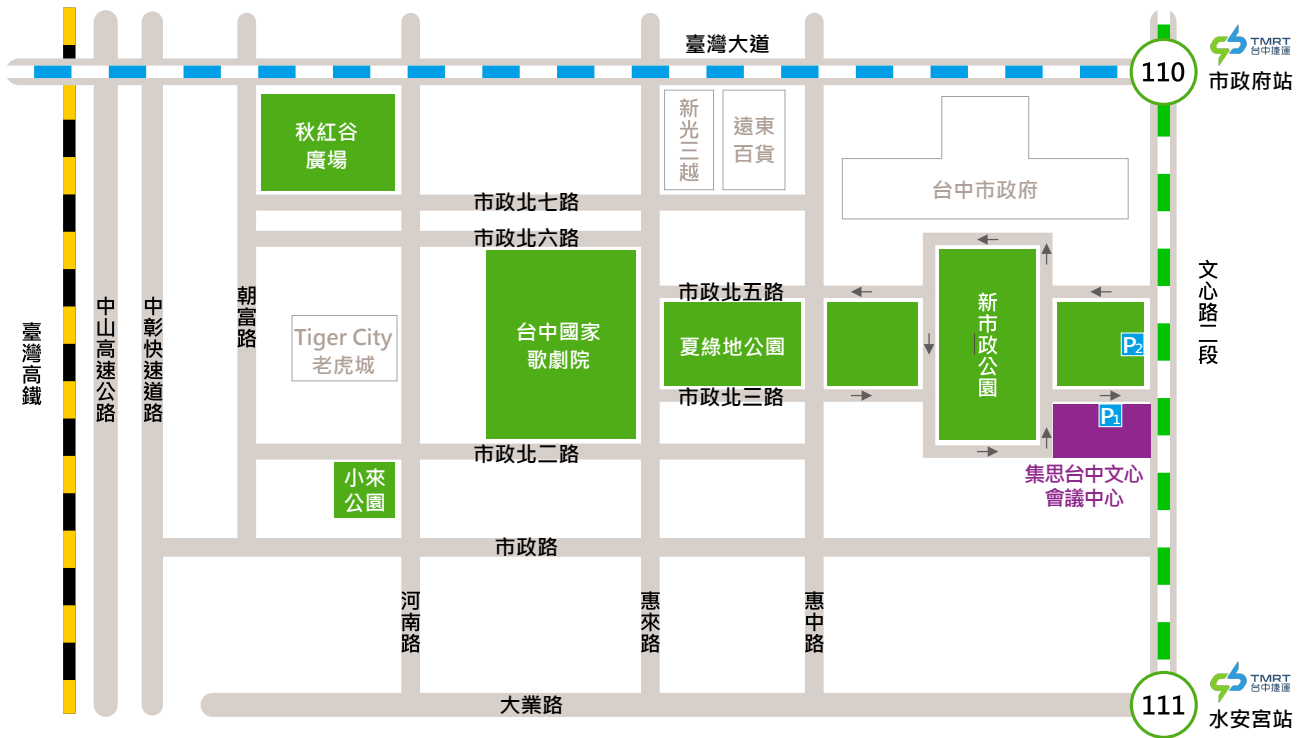 臺灣大道
TMRT
台中捷運
110
市政府站
秋紅谷
廣場
新光三越
遠東
百貨
台中市政府
市政北七路
市政北六路
臺灣高鐵
中山高速公路
中彰快速道路
朝富路
Tiger City
老虎城
台中國家
歌劇院
市政北五路
夏綠地公園
市政北三路
新市政公園
P2
P1
文心路二段
市政北二路
小來
公園
集思台中文心
會議中心
市政路
河南路
惠來路
惠中路
大業路
TMRT
台中捷運
111
水安宮站